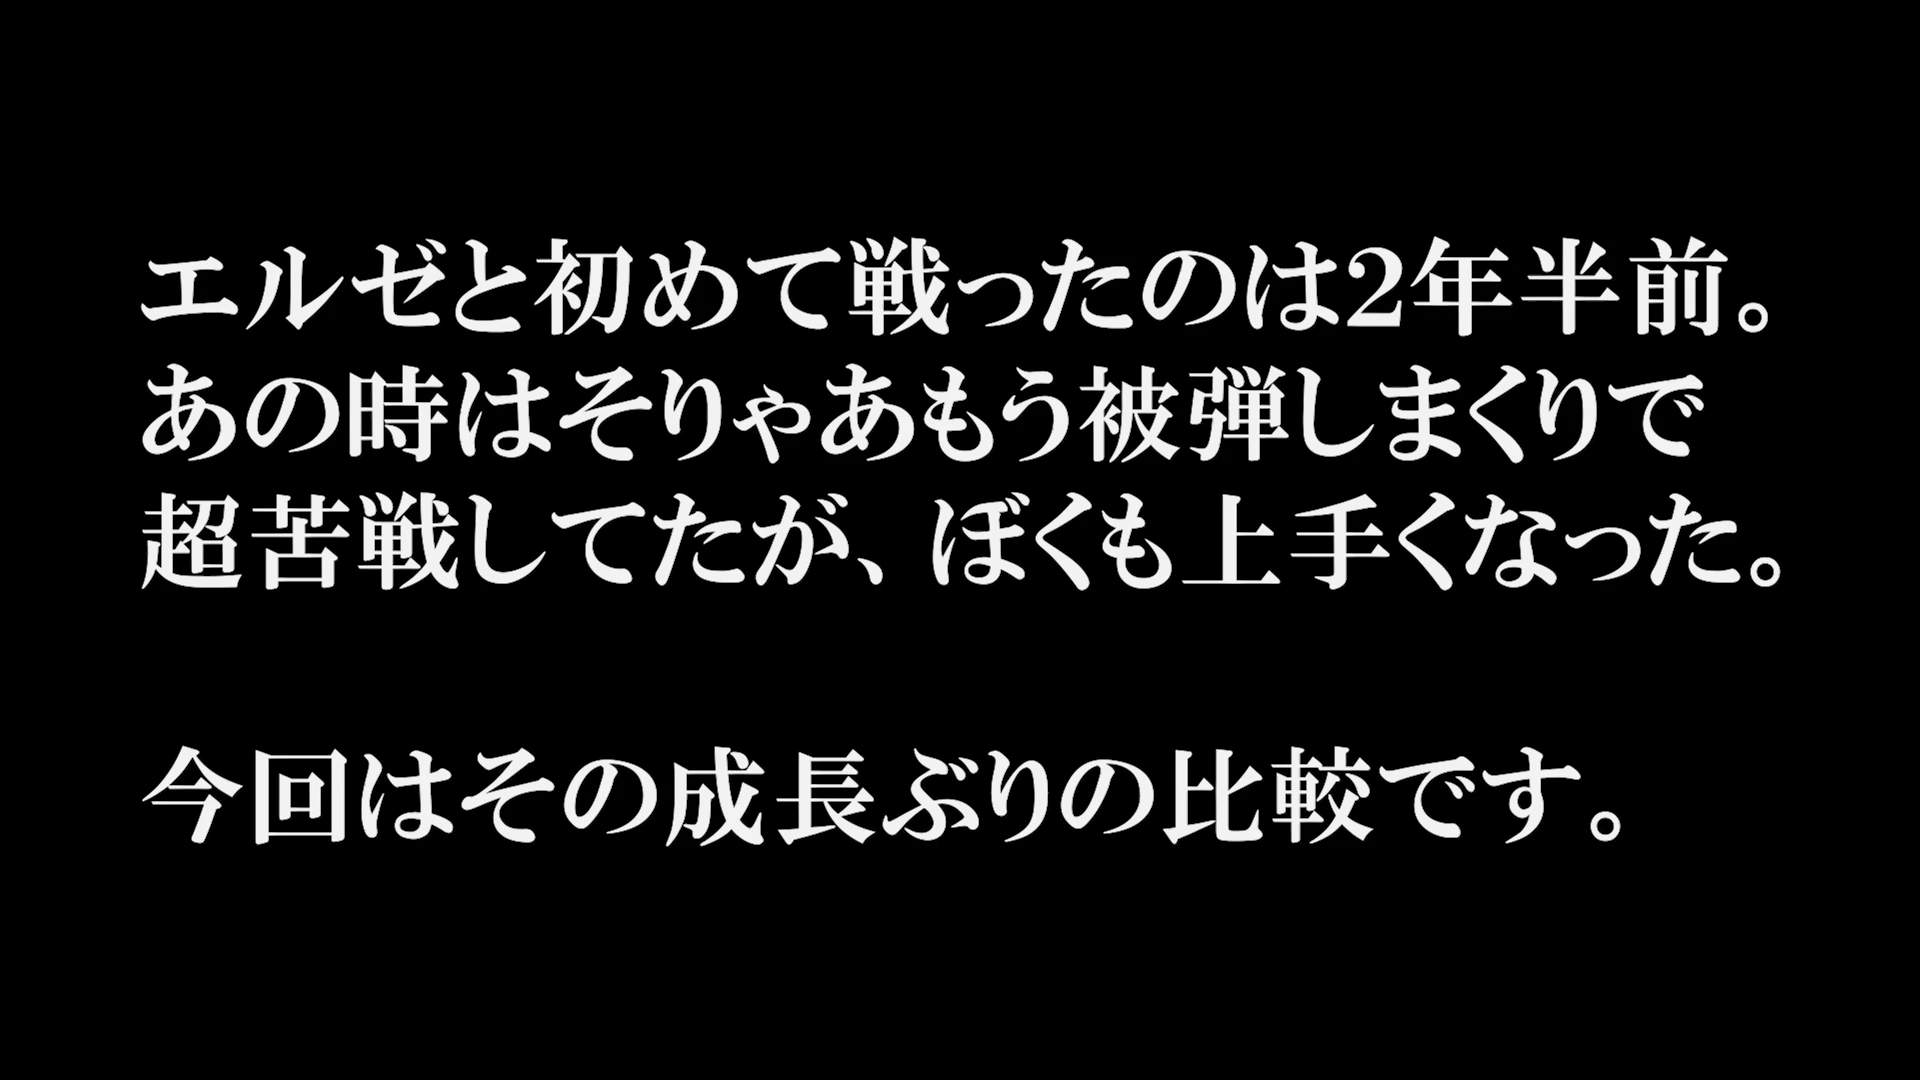 エルゼと初めて戦ったのは2年半前。
あの時はそりゃあもう被弾しまくりで
超苦戦してたが、ぼくも上手くなった。
今回はその成長ぶりの比較です。